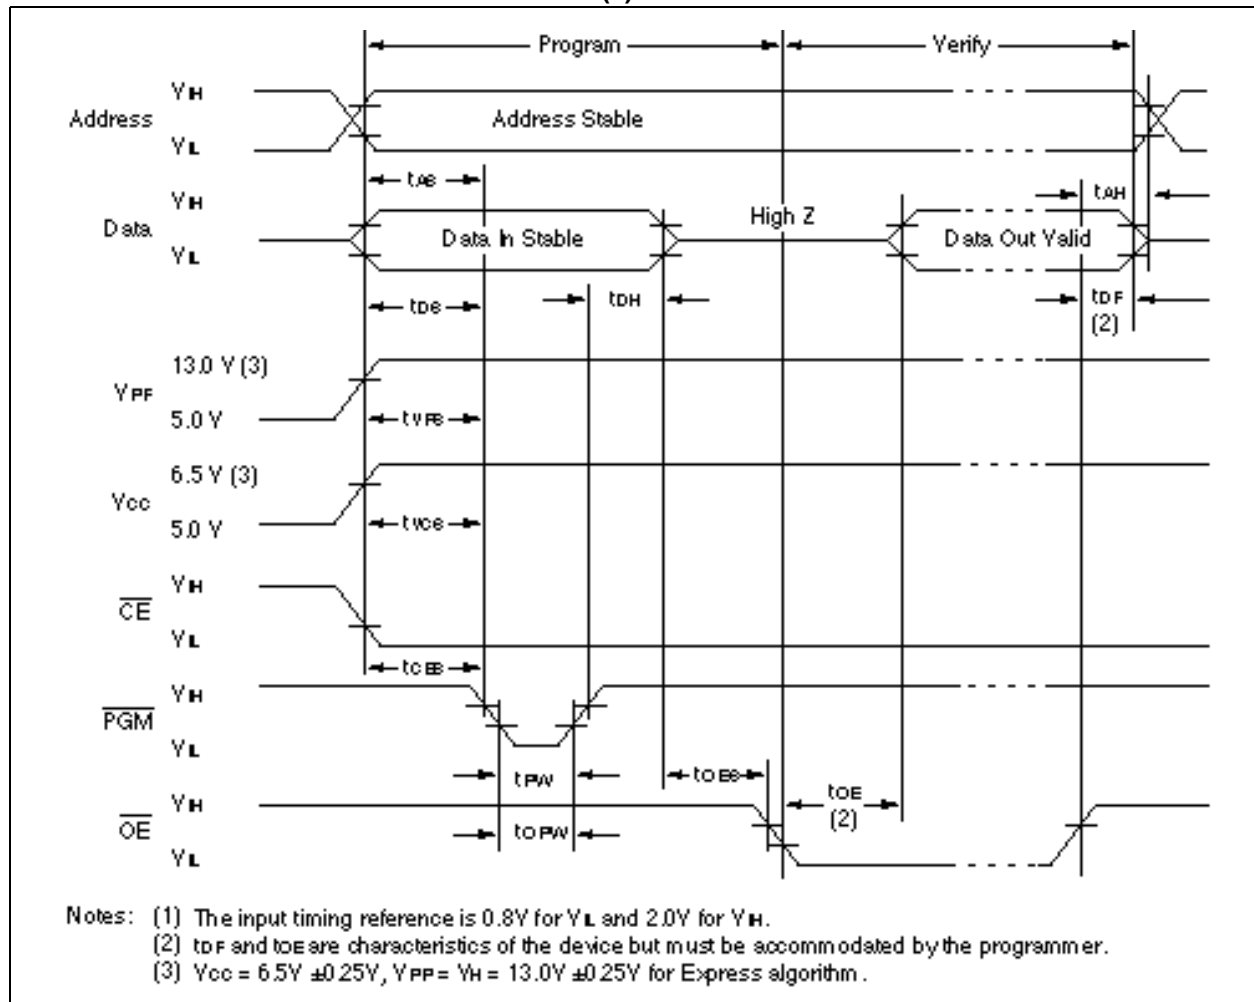 Program
Verify
Address
VIH
Address Stable
VIL
tAS
tAH
VIH
Data
High Z
Data In Stable
Data Out Valid
VIL
tDS
tDH
tDF
(2)
13.0 V (3)
VPP
tVPS
5.0 V
6.5 V (3)
VCC
tVCS
5.0 V
VIH
CE
VIL
tCES
VIH
PGM
VIL
tPW
tOES
VIH
tOE
(2)
OE
tOPW
VIL
Notes: (1) The input timing reference is 0.8V for VIL and 2.0V for VIH.
(2) tDF and tOE are characteristics of the device but must be accommodated by the programmer.
(3) VCC = 6.5V ±0.25V, VPP = VH = 13.0V ±0.25V for Express algorithm.